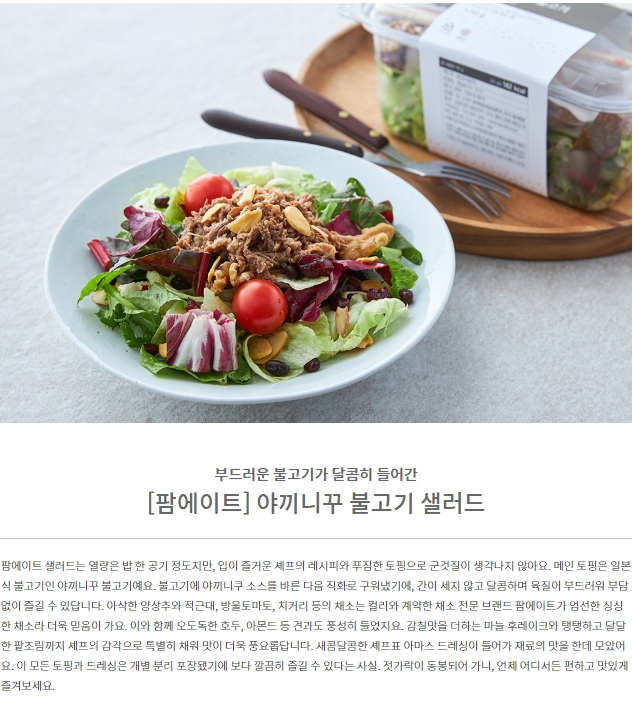 542 kcal
부드러운 불고기가 달콤히 들어간
[팜에이트] 야끼니꾸 불고기 샐러드
팜에이트 샐러드는 열량은 밥 한 공기 정도지만, 입이 즐거운 셰프의 레시피와 푸짐한 토핑으로 군것질이 생각나지 않아요. 메인 토핑은 일본
식 불고기인 야끼니꾸 불고기예요. 불고기에 야끼니쿠 소스를 바른 다음 직화로 구워냈기에, 간이 세지 않고 달콤하며 육질이 부드러워 부담
없이 즐길 수 있답니다. 아삭한 양상추와 적근대, 방울토마토, 치커리 등의 채소는 컬리와 계약한 채소 전문 브랜드 팜에이트가 엄선한 싱싱
한 채소라 더욱 믿음이 가요. 이와 함께 오도독한 호두, 아몬드 등 견과도 풍성히 들었지요. 감칠맛을 더하는 마늘 후레이크와 탱탱하고 달달
한 팥조림까지 셰프의 감각으로 특별히 채워 맛이 더욱 풍요롭답니다. 새콤달콤한 셰프표 아마스 드레싱이 들어가 재료의 맛을 한데 모았어
요. 이 모든 토핑과 드레싱은 개별 분리 포장됐기에 보다 깔끔히 즐길 수 있다는 사실. 젓가락이 동봉되어 가니, 언제 어디서든 편하고 맛있게
즐겨보세요.